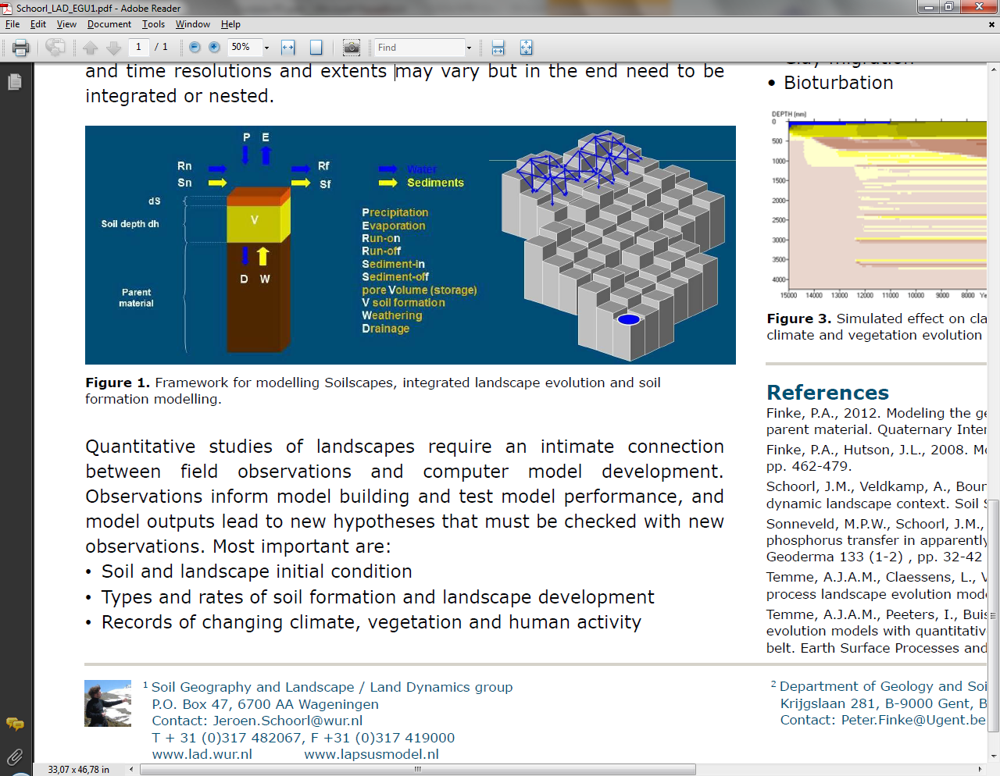 Schoorl_LAD_EGU1.pdf - Adobe Reader
File Edit View Document Tools Window Help
1 / 1 50% Find
and time resolutions and extents may vary but in the end need to be
integrated or nested.
P E
Rn Rf Water
Sn Sf Sediments
dS
Soil depth dh
V
D W
Parent
material
Precipitation
Evaporation
Run-on
Run-off
Sediment-in
Sediment-off
pore Volume (storage)
V soil formation
Weathering
Drainage
Figure 1. Framework for modelling Soilscapes, integrated landscape evolution and soil
formation modelling.
Quantitative studies of landscapes require an intimate connection
between field observations and computer model development.
Observations inform model building and test model performance, and
model outputs lead to new hypotheses that must be checked with new
observations. Most important are:
• Soil and landscape initial condition
• Types and rates of soil formation and landscape development
• Records of changing climate, vegetation and human activity
1 Soil Geography and Landscape / Land Dynamics group
P.O. Box 47, 6700 AA Wageningen
Contact: Jeroen.Schoorl@wur.nl
T + 31 (0)317 482067, F +31 (0)317 419000
www.lad.wur.nl www.lapsusmodel.nl
• Bioturbation
DEPTH (mm)
0
500
1000
1500
2000
2500
3000
3500
4000
15000 14000 13000 12000 11000 10000 9000 8000 Ye
Figure 3. Simulated effect on cla
climate and vegetation evolution
References
Finke, P.A., 2012. Modeling the ge
parent material. Quaternary Inter
Finke, P.A., Hutson, J.L., 2008. Mo
pp. 462-479.
Schoorl, J.M., Veldkamp, A., Bour
dynamic landscape context. Soil S
Sonneveld, M.P.W., Schoorl, J.M.,
phosphorus transfer in apparently
Geoderma 133 (1-2) , pp. 32-42
Temme, A.J.A.M., Claessens, L., V
process landscape evolution mode
Temme, A.J.A.M., Peeters, I., Buis
evolution models with quantitativ
belt. Earth Surface Processes and
2 Department of Geology and Soi
Krijgslaan 281, B-9000 Gent, B
Contact: Peter.Finke@Ugent.be
33,07 x 46,78 in